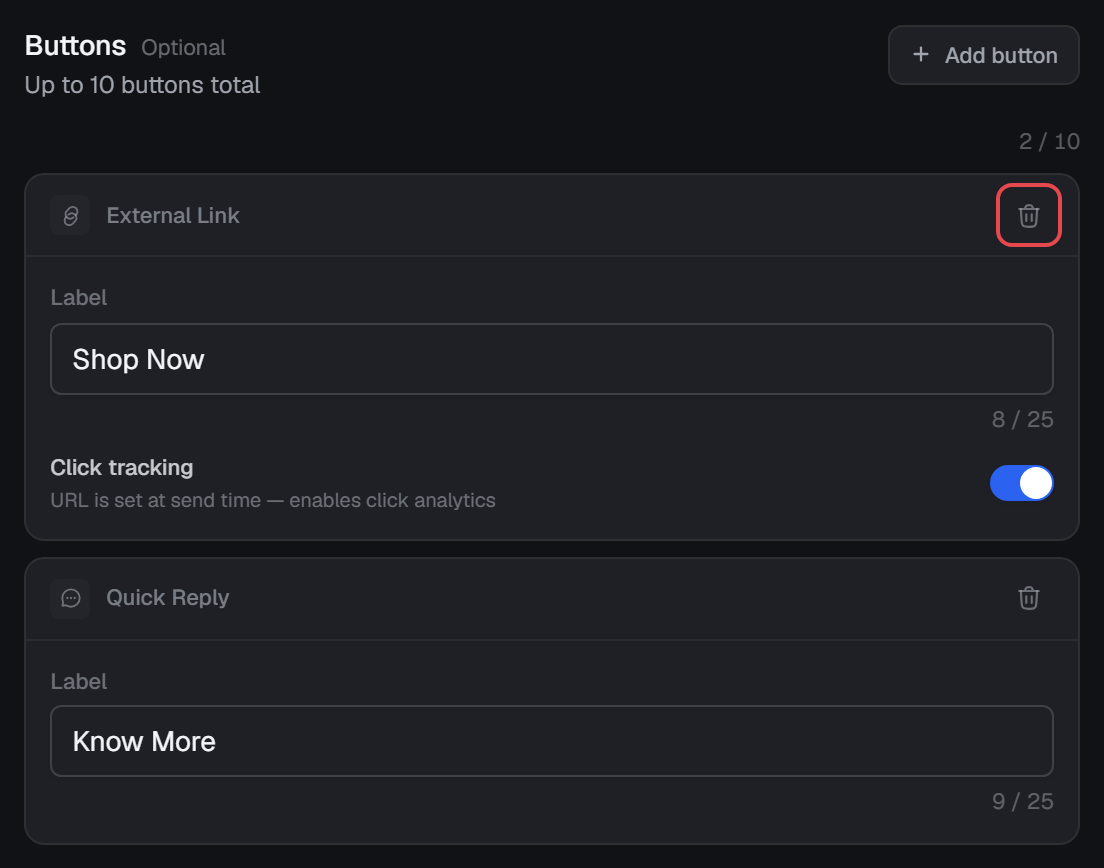 Buttons Optional
+ Add button
Up to 10 buttons total
2 / 10
External Link
Label
Shop Now
8 / 25
Click tracking
URL is set at send time — enables click analytics
Quick Reply
Label
Know More
9 / 25